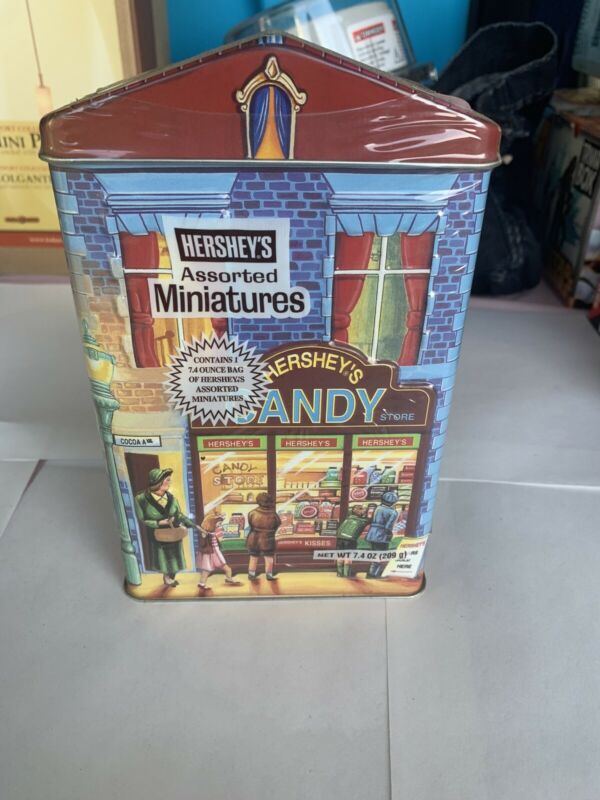 HERSHEY'S
Assorted
Miniatures
CONTAINS 1
7.4 OUNCE BAG
OF HERSHEY'S
ASSORTED
MINIATURES
HERSHEY'S
CANDY
STORE
COCOA AVE
HERSHEY'S
HERSHEY'S
HERSHEY'S
CANDY
STORE
HERSHEY'S KISSES
NET WT 7.4 OZ (209 g)
HERSHEY'S
HERE